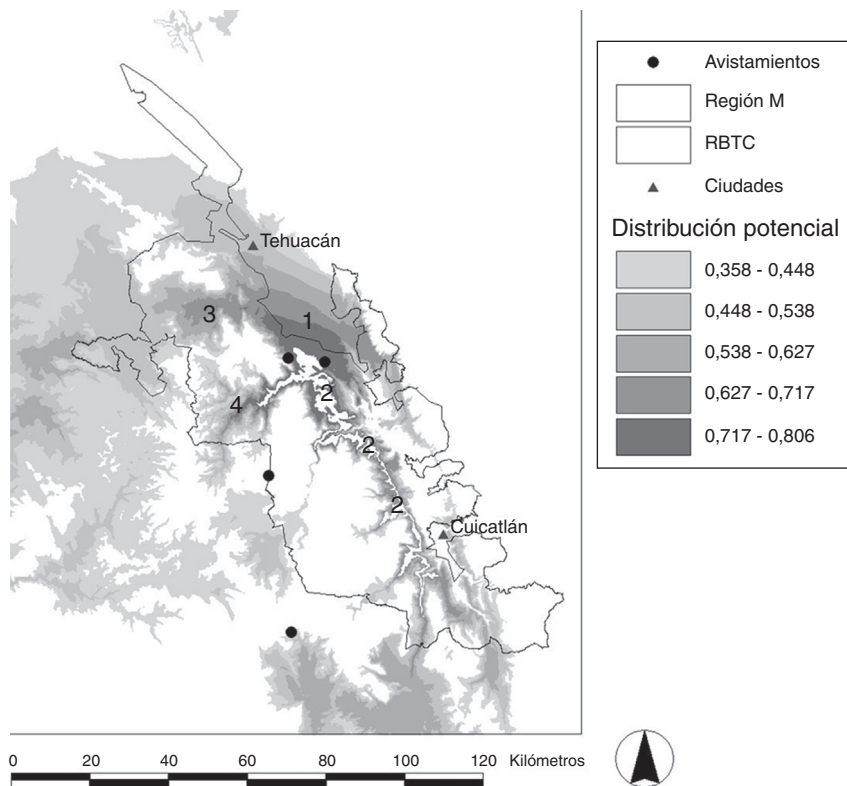 Avistamientos
Región M
RBTC
Ciudades
Distribución potencial
0,358 - 0,448
0,448 - 0,538
0,538 - 0,627
0,627 - 0,717
0,717 - 0,806
Tehuacán
1
3
2
4
2
2
Cuicatlán
0 20 40 60 80 100 120 Kilómetros